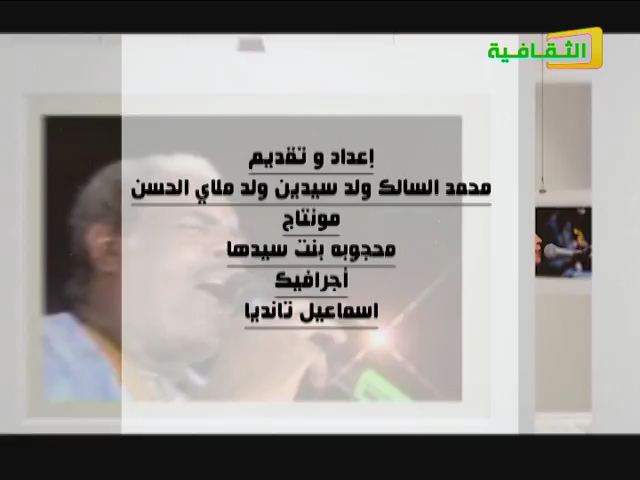 الثقافية
إعداد و تقديم
محمد السالك ولد سيدين ولد ملاي الحسن
مونتاج
محجوبه بنت سيدها
أجرافيك
اسماعيل تانديا